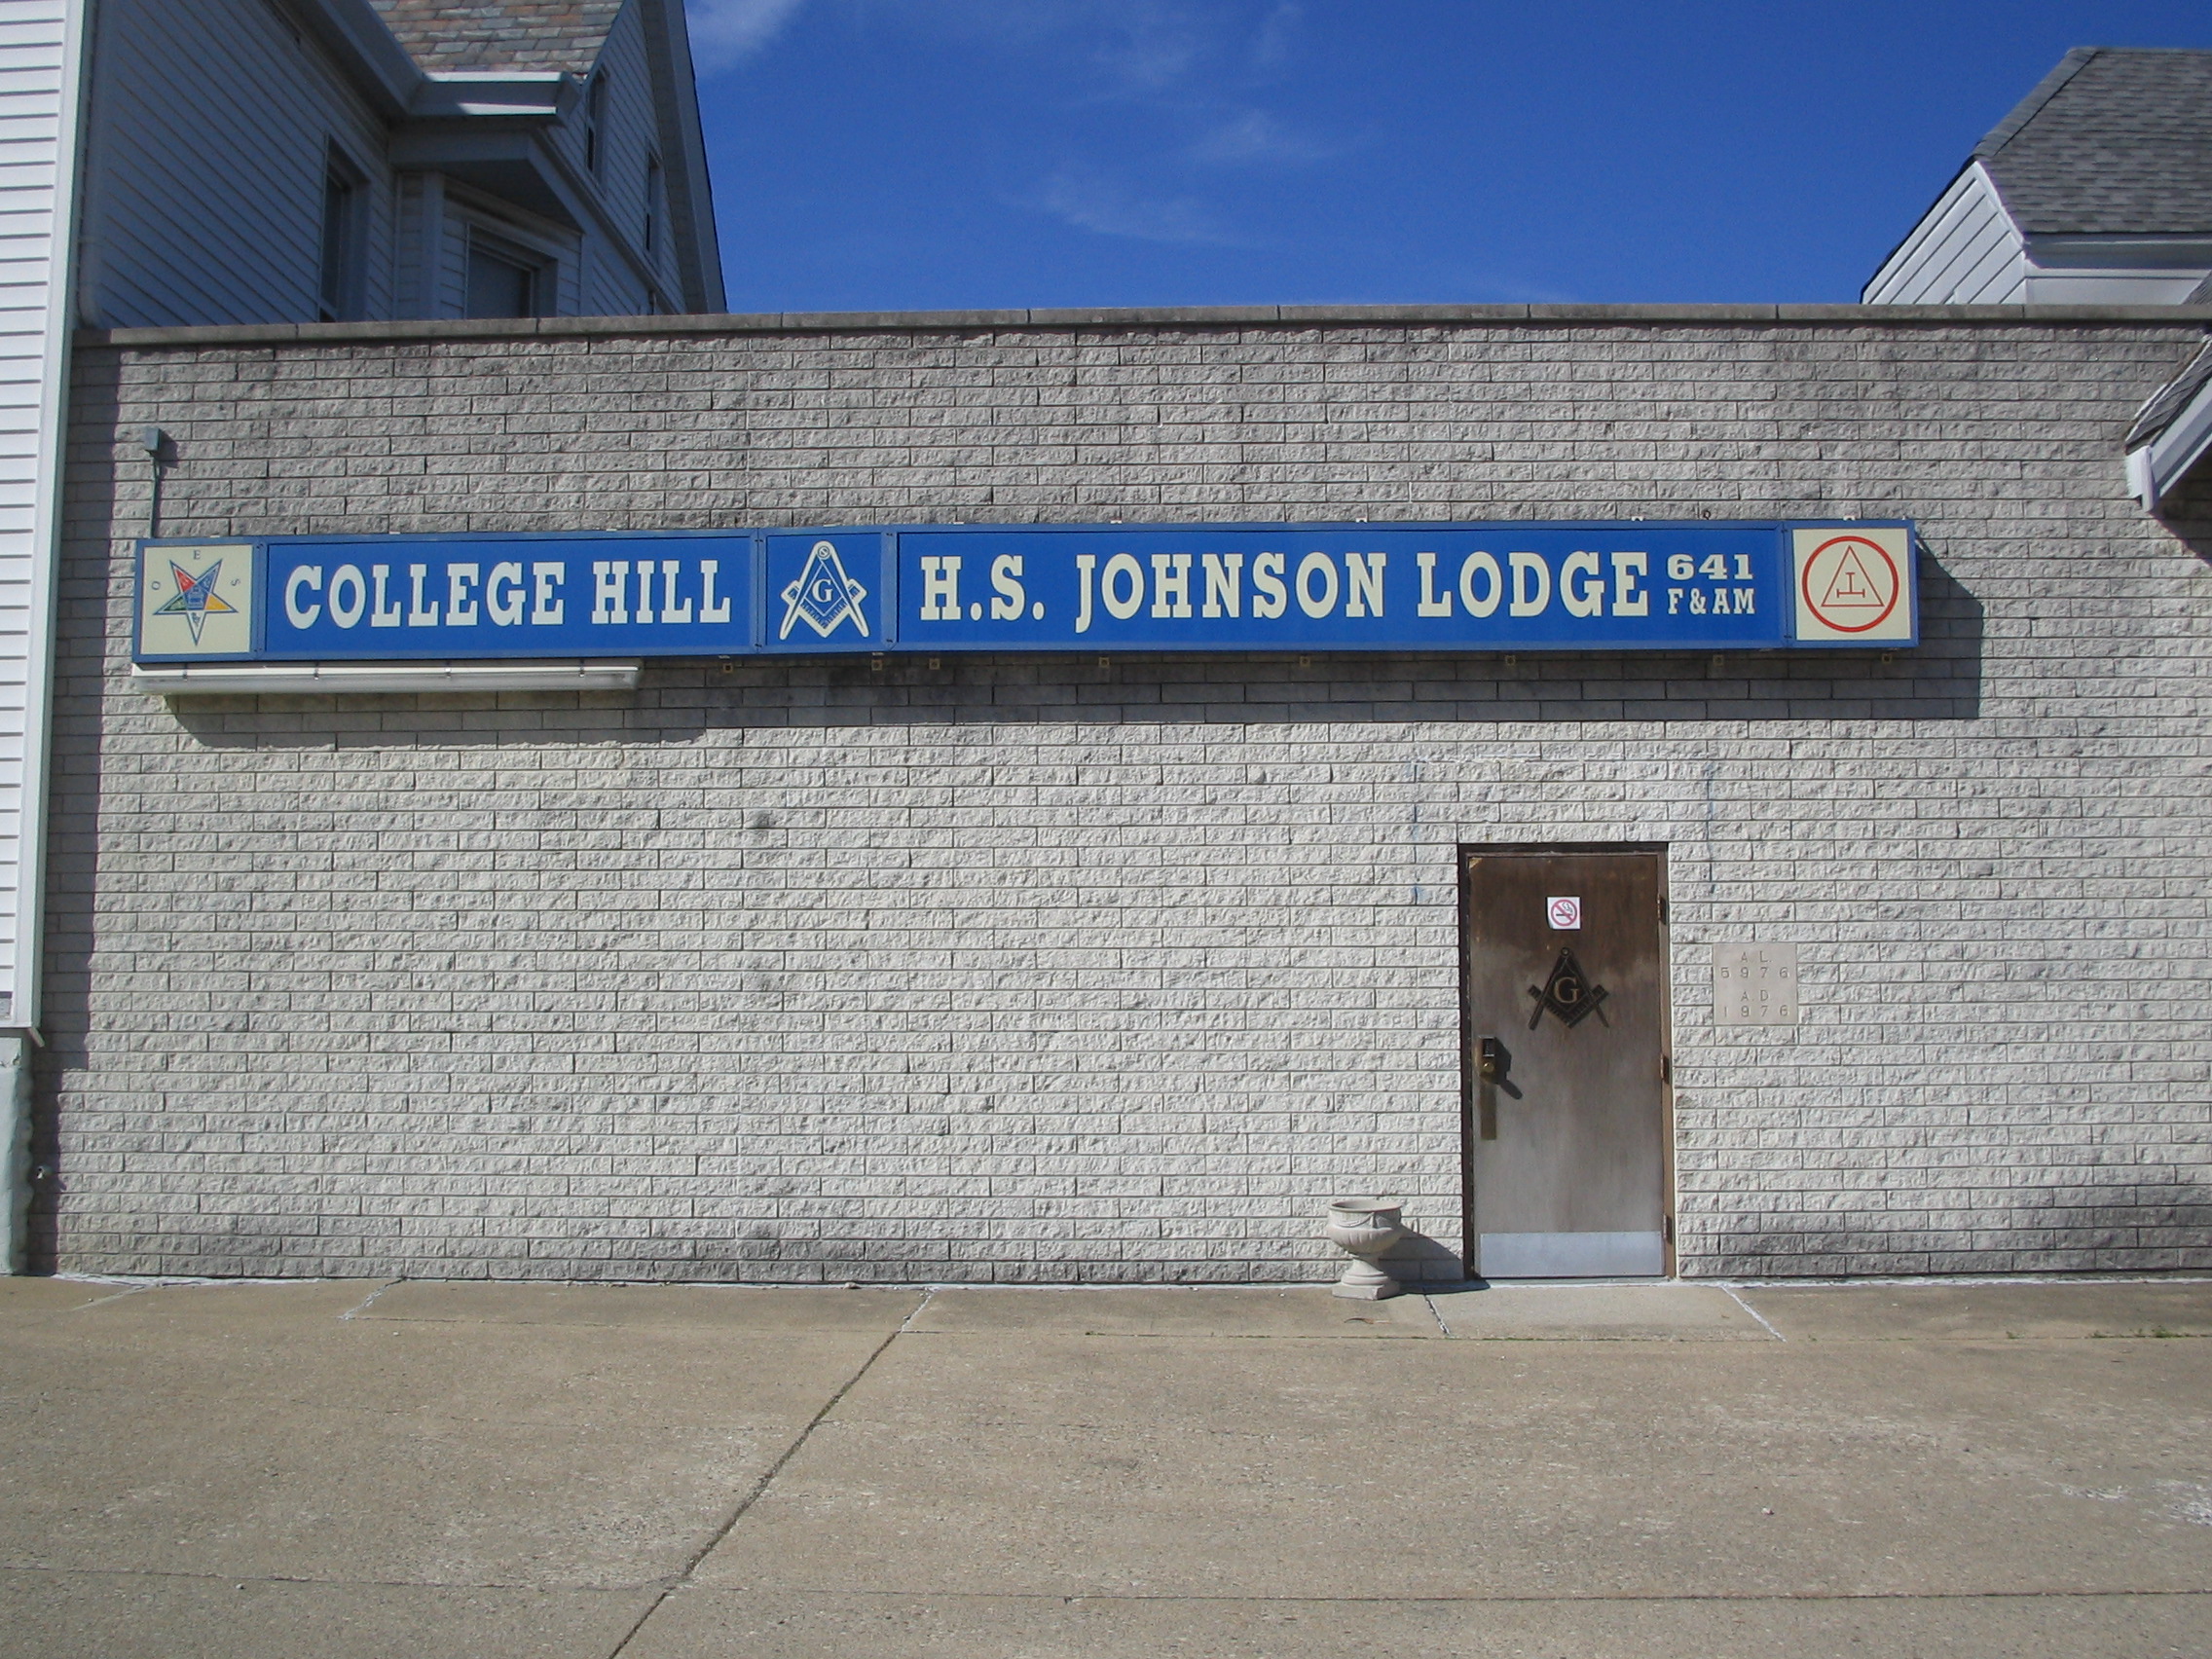 O E S
COLLEGE HILL
G
H.S. JOHNSON LODGE
641
F & AM
G
A.L.
5976
A.D.
1976